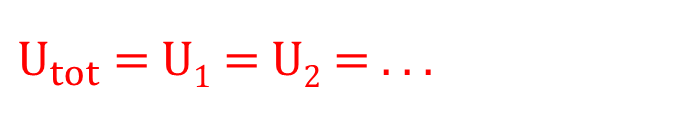 U_tot = U_1 = U_2 = . . .